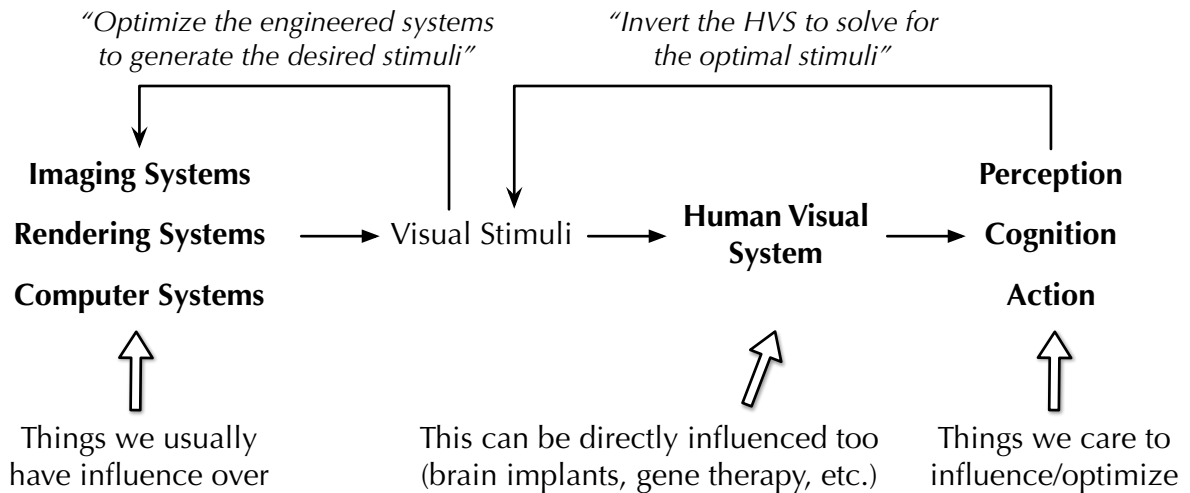 “Optimize the engineered systems
to generate the desired stimuli”
“Invert the HVS to solve for
the optimal stimuli”
Imaging Systems
Rendering Systems
Computer Systems
Visual Stimuli
Human Visual
System
Perception
Cognition
Action
Things we usually
have influence over
This can be directly influenced too
(brain implants, gene therapy, etc.)
Things we care to
influence/optimize